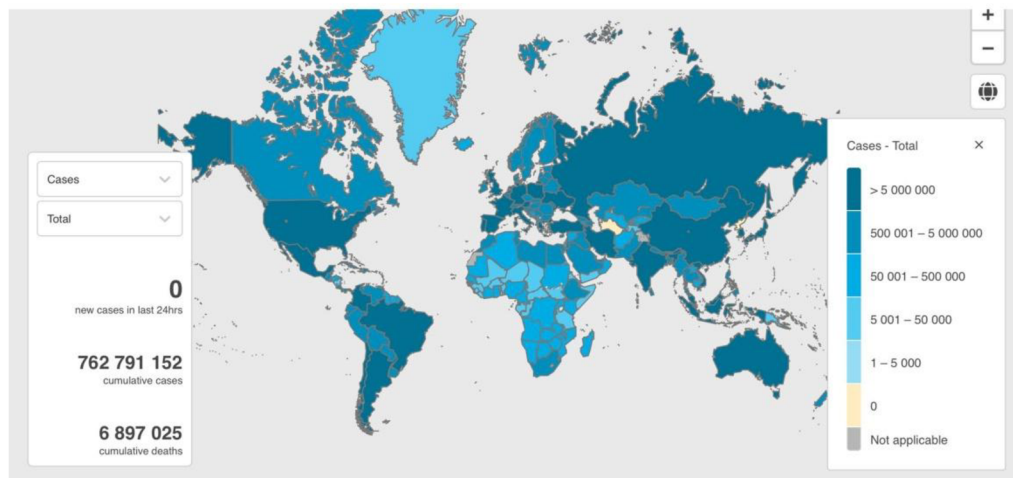 +
−
Cases
Total
0
new cases in last 24hrs
762 791 152
cumulative cases
6 897 025
cumulative deaths
Cases - Total
×
> 5 000 000
500 001 – 5 000 000
50 001 – 500 000
5 001 – 50 000
1 – 5 000
0
Not applicable